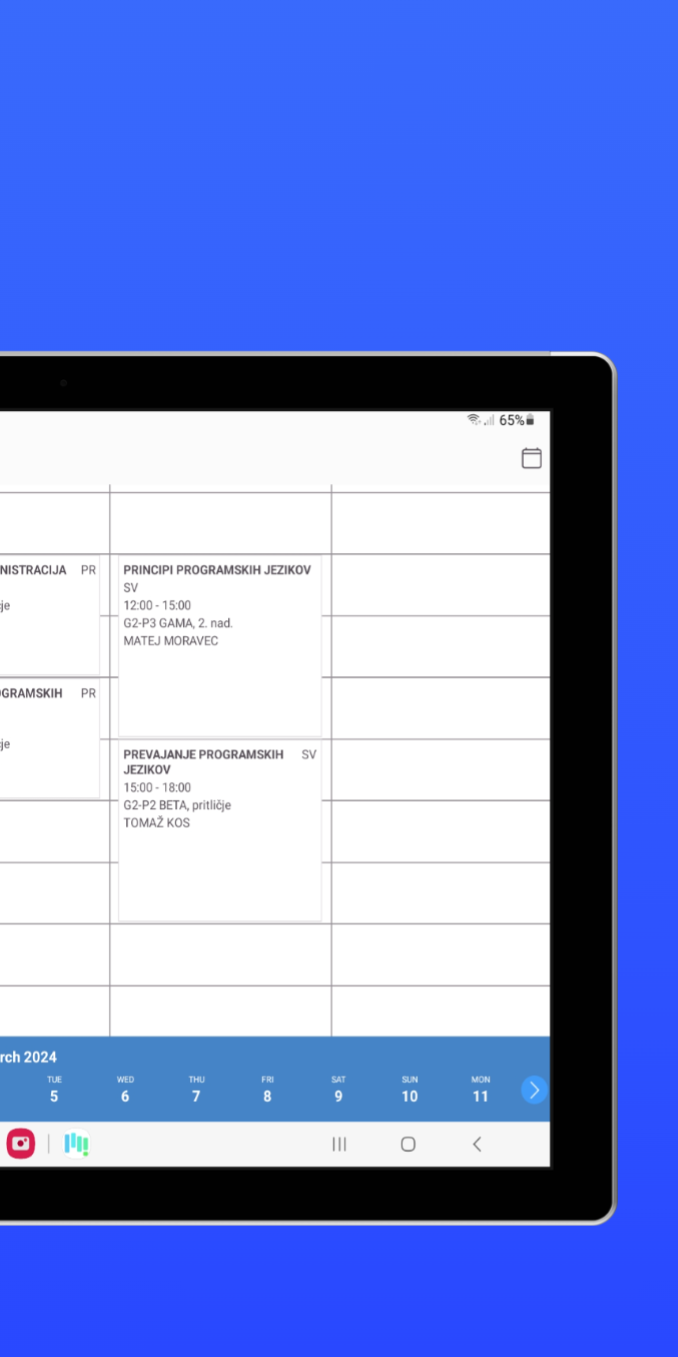 65%
NISTRACIJA PR
je
OGRAMSKIH PR
je
PRINCIPI PROGRAMSKIH JEZIKOV
SV
12:00 - 15:00
G2-P3 GAMA, 2. nad.
MATEJ MORAVEC
PREVAJANJE PROGRAMSKIH SV
JEZIKOV
15:00 - 18:00
G2-P2 BETA, pritličje
TOMAŽ KOS
rch 2024
TUE WED THU FRI SAT SUN MON
5 6 7 8 9 10 11